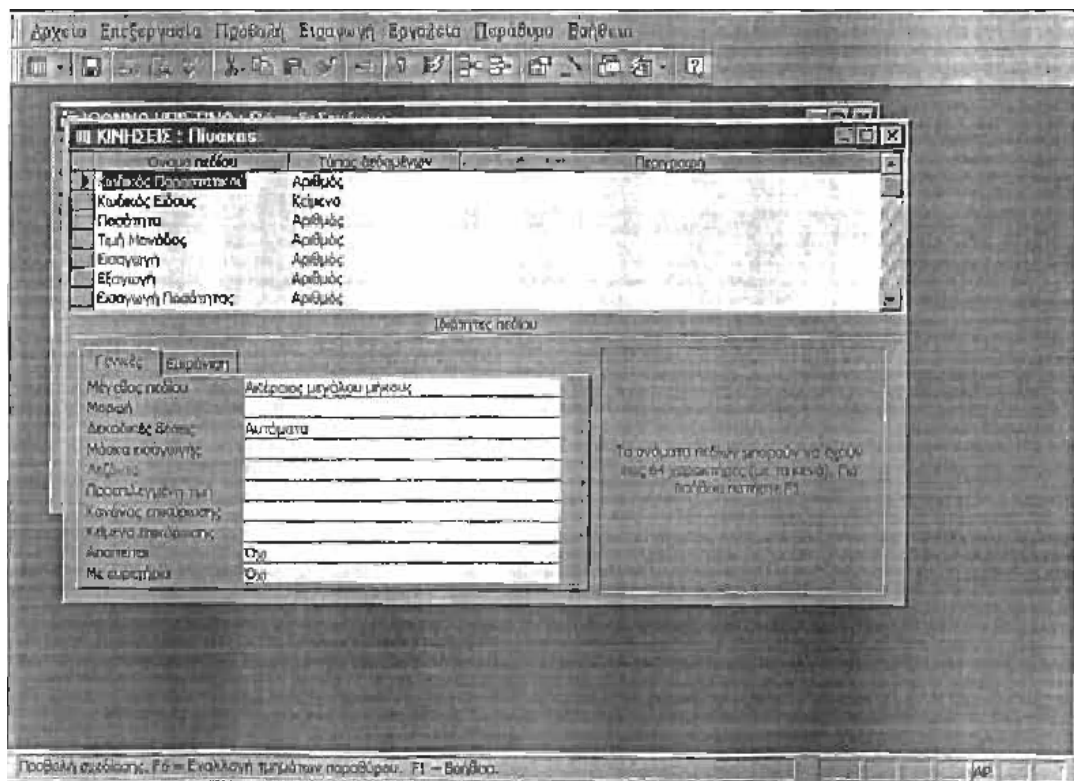 Αρχείο Επεξεργασία Προβολή Εισαγωγή Εργαλεία Παράθυρο Βοήθεια
ΚΙΝΗΣΕΙΣ : Πίνακας
Όνομα πεδίου Τύπος δεδομένων Περιγραφή
Κωδικός Παραστατικού Αριθμός
Κωδικός Είδους Κείμενο
Ποσότητα Αριθμός
Τιμή Μονάδος Αριθμός
Εισαγωγή Αριθμός
Εξαγωγή Αριθμός
Εισαγωγή Ποσότητας Αριθμός
Ιδιότητες πεδίου
Γενικές Εμφάνιση
Μέγεθος πεδίου Ακέραιος μεγάλου μήκους
Μορφή
Δεκαδικές θέσεις Αυτόματα
Μάσκα εισαγωγής
Λεζάντα
Προεπιλεγμένη τιμή
Κανόνας επικύρωσης
Κείμενο επικύρωσης
Απαιτείται Όχι
Με ευρετήριο Όχι
Τα ονόματα πεδίων μπορούν να έχουν
έως 64 χαρακτήρες (με τα κενά). Για
βοήθεια πατήστε F1.
Προβολή σχεδίασης. F6 = Εναλλαγή τμημάτων παραθύρου. F1 = Βοήθεια.